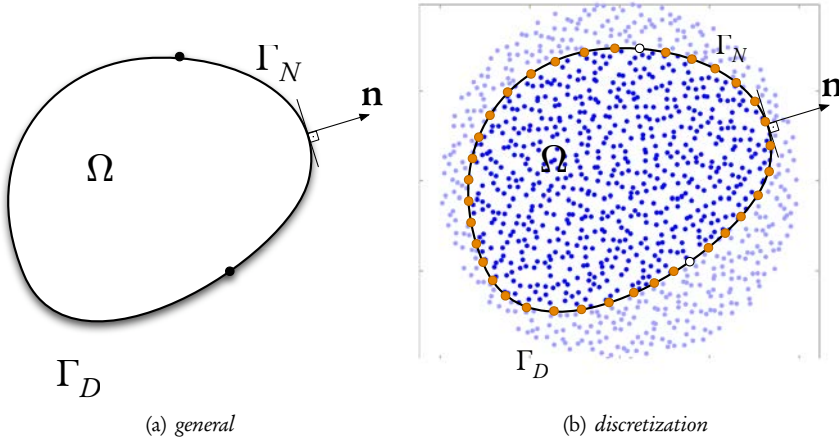 Γ_N
n
Ω
Γ_D
(a) general
Γ_N
n
Ω
Γ_D
(b) discretization